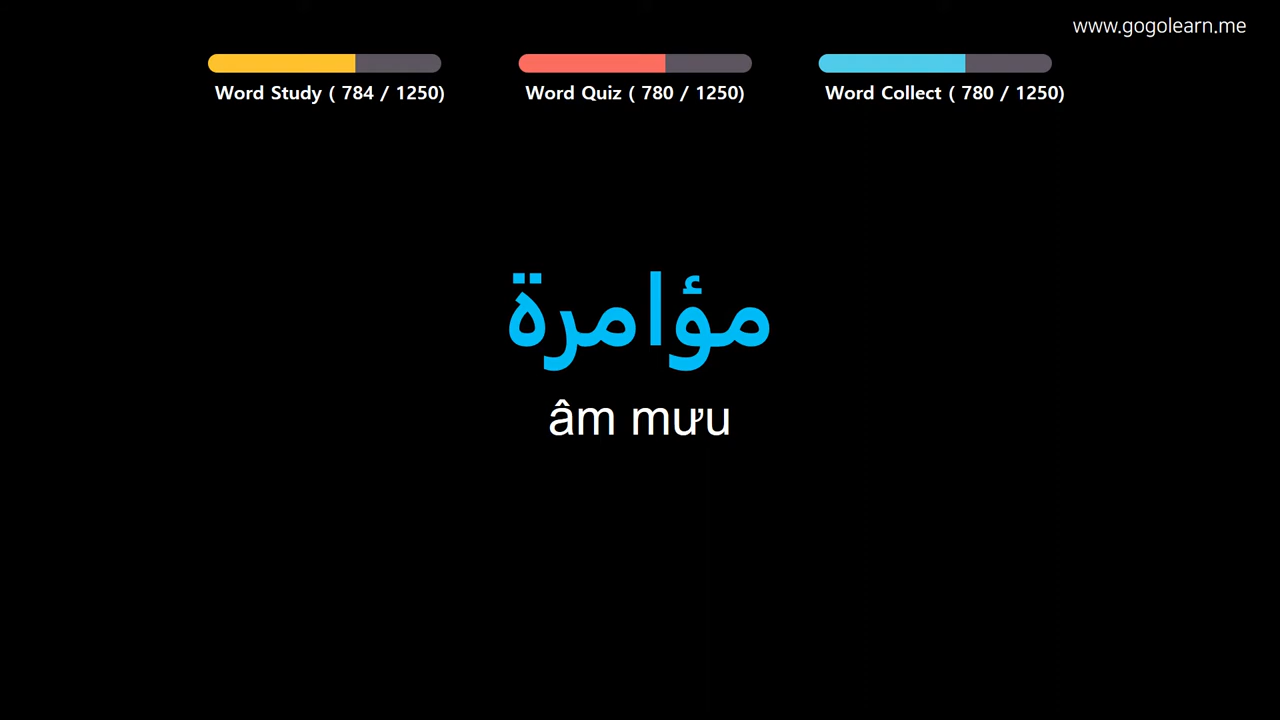 www.gogolearn.me
Word Study ( 784 / 1250)
Word Quiz ( 780 / 1250)
Word Collect ( 780 / 1250)
مؤامرة
âm mưu